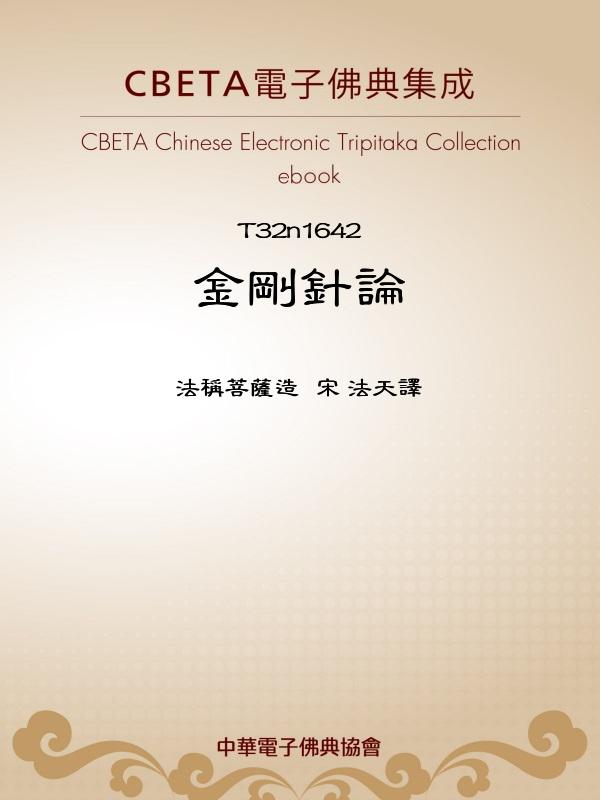 CBETA電子佛典集成
CBETA Chinese Electronic Tripitaka Collection
ebook
T32n1642
金剛針論
法稱菩薩造 宋 法天譯
中華電子佛典協會